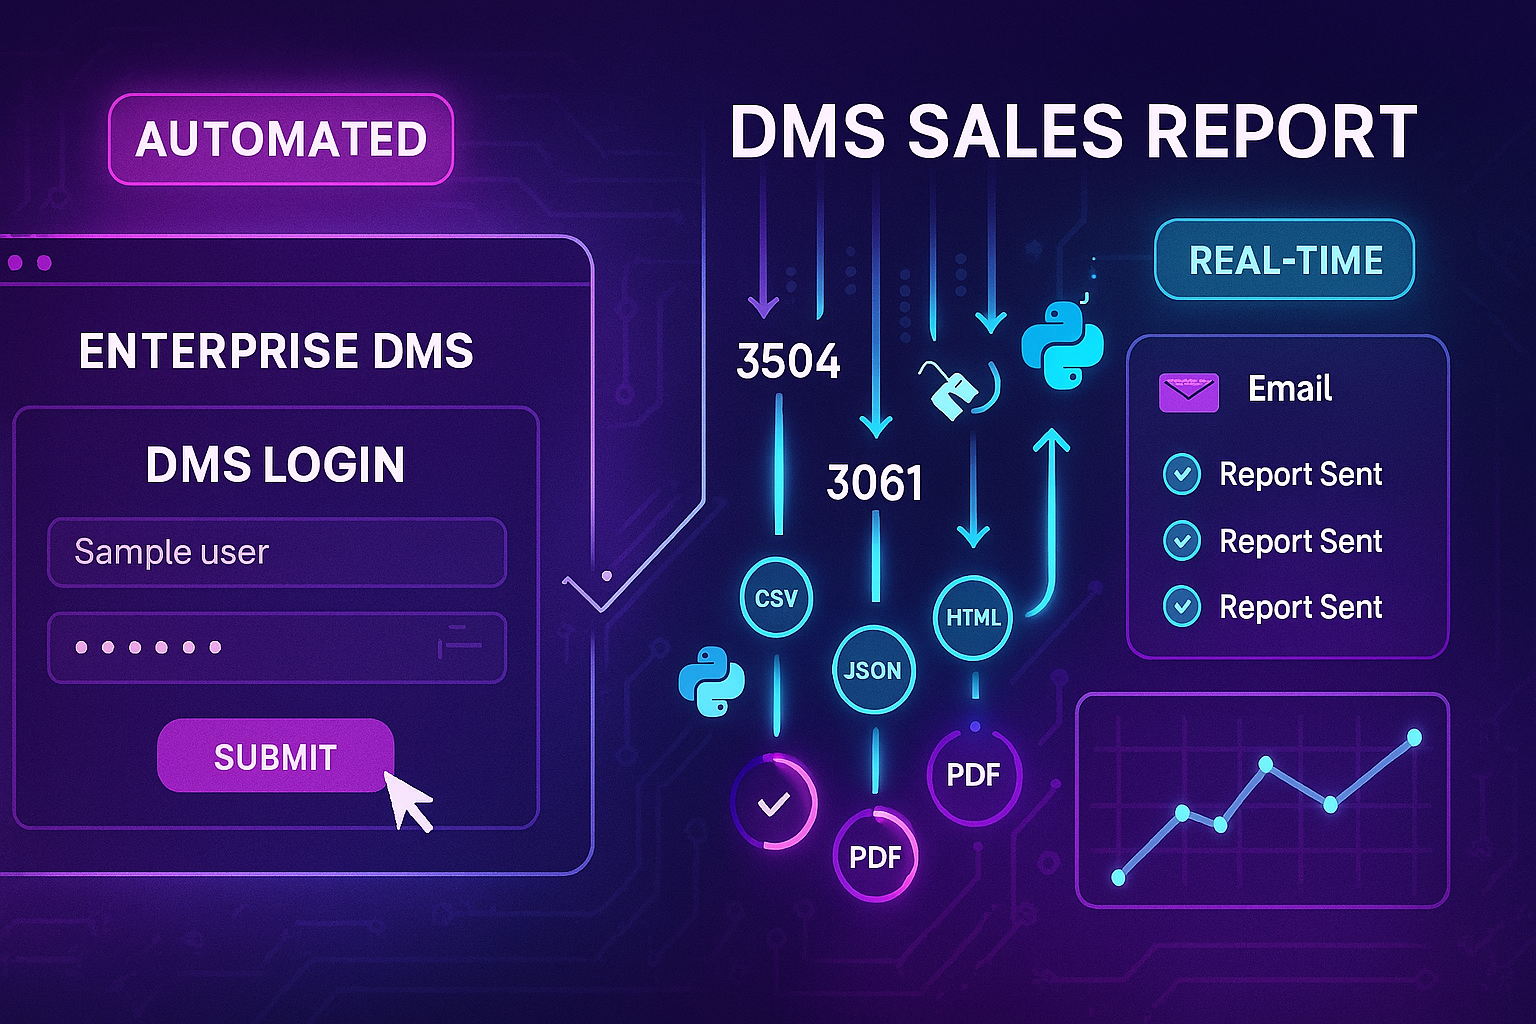 AUTOMATED
ENTERPRISE DMS
DMS LOGIN
Sample user
SUBMIT
DMS SALES REPORT
REAL-TIME
3504
3061
CSV
JSON
HTML
PDF
PDF
Email
Report Sent
Report Sent
Report Sent